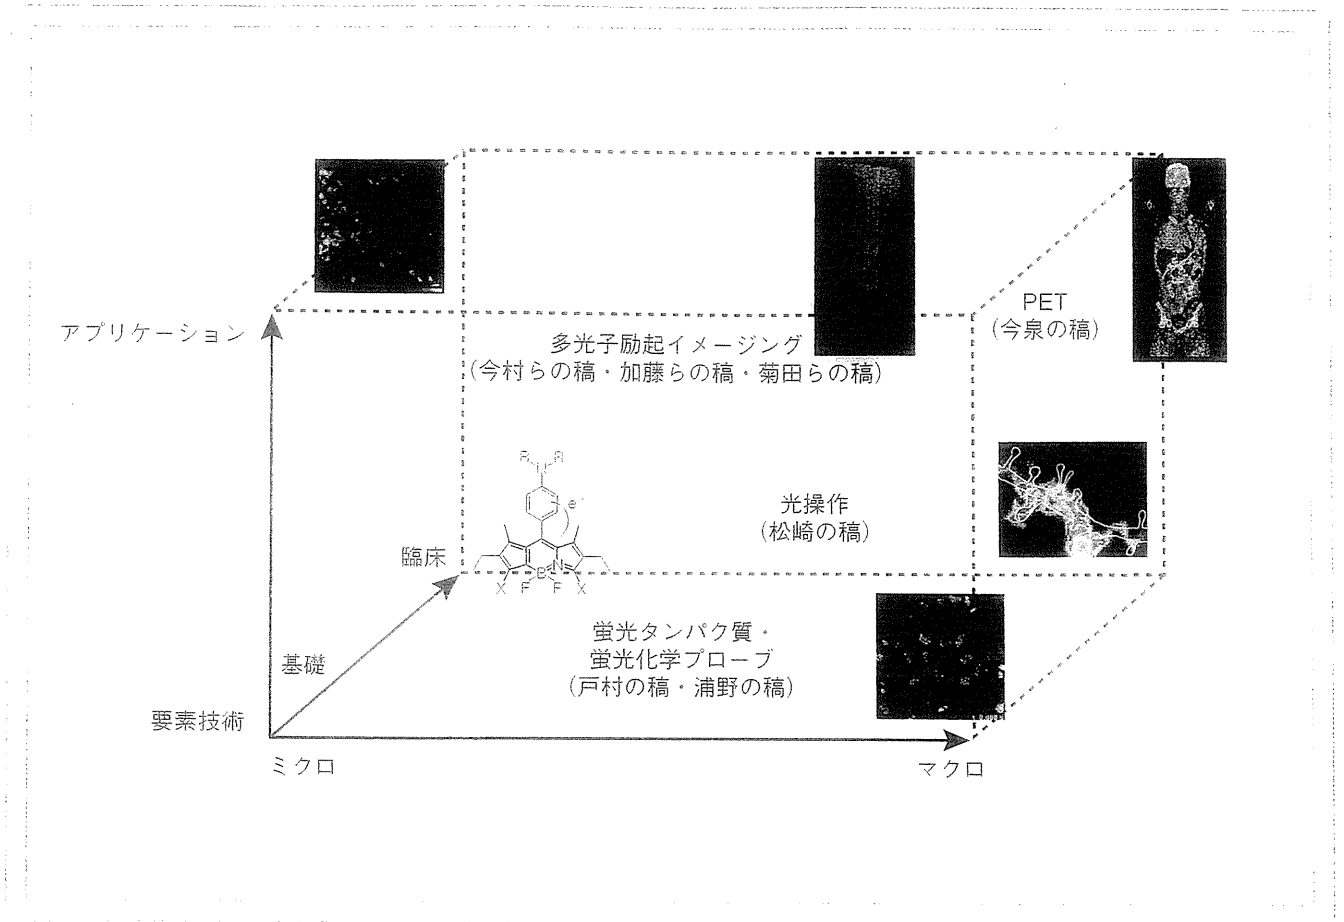 PET
(今泉の稿)
アプリケーション
多光子励起イメージング
(今村らの稿・加藤らの稿・菊田らの稿)
R R
N
e⁻
光操作
(松崎の稿)
臨床
N
B
X F F X
蛍光タンパク質・
蛍光化学プローブ
(戸村の稿・浦野の稿)
基礎
要素技術
ミクロ
マクロ